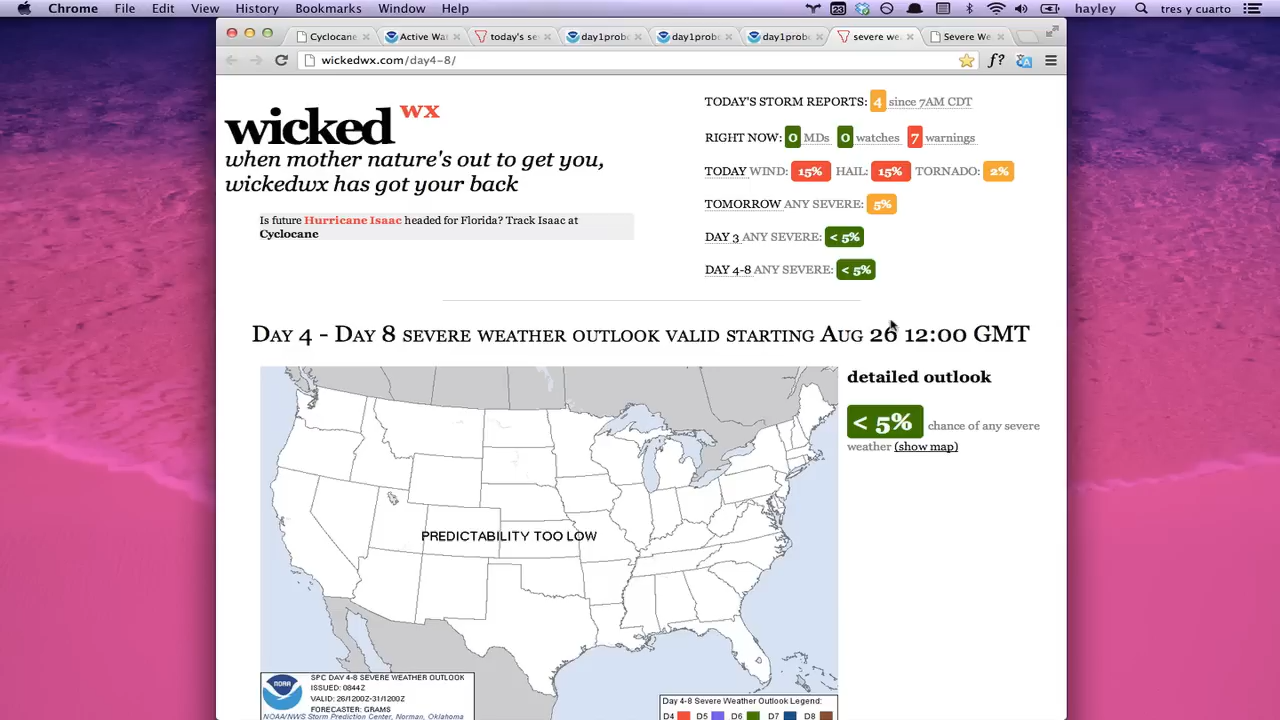 Chrome File Edit View History Bookmarks Window Help 23 hayley tres y cuarto
Cyclocane Active Wa today's se day1prob day1prob day1prob severe we Severe We
wickedwx.com/day4-8/ f?
wicked wx
when mother nature's out to get you,
wickedwx has got your back
Is future Hurricane Isaac headed for Florida? Track Isaac at
Cyclocane
TODAY'S STORM REPORTS: 4 since 7AM CDT
RIGHT NOW: 0 MDs 0 watches 7 warnings
TODAY WIND: 15% HAIL: 15% TORNADO: 2%
TOMORROW ANY SEVERE: 5%
DAY 3 ANY SEVERE: < 5%
DAY 4-8 ANY SEVERE: < 5%
DAY 4 - DAY 8 SEVERE WEATHER OUTLOOK VALID STARTING AUG 26 12:00 GMT
PREDICTABILITY TOO LOW
detailed outlook
< 5% chance of any severe
weather (show map)
NOAA
SPC DAY 4-8 SEVERE WEATHER OUTLOOK
ISSUED: 0844Z
VALID: 26/1200Z-31/1200Z
FORECASTER: GRAMS
NOAA/NWS Storm Prediction Center, Norman, Oklahoma
Day 4-8 Severe Weather Outlook Legend:
D4 D5 D6 D7 D8